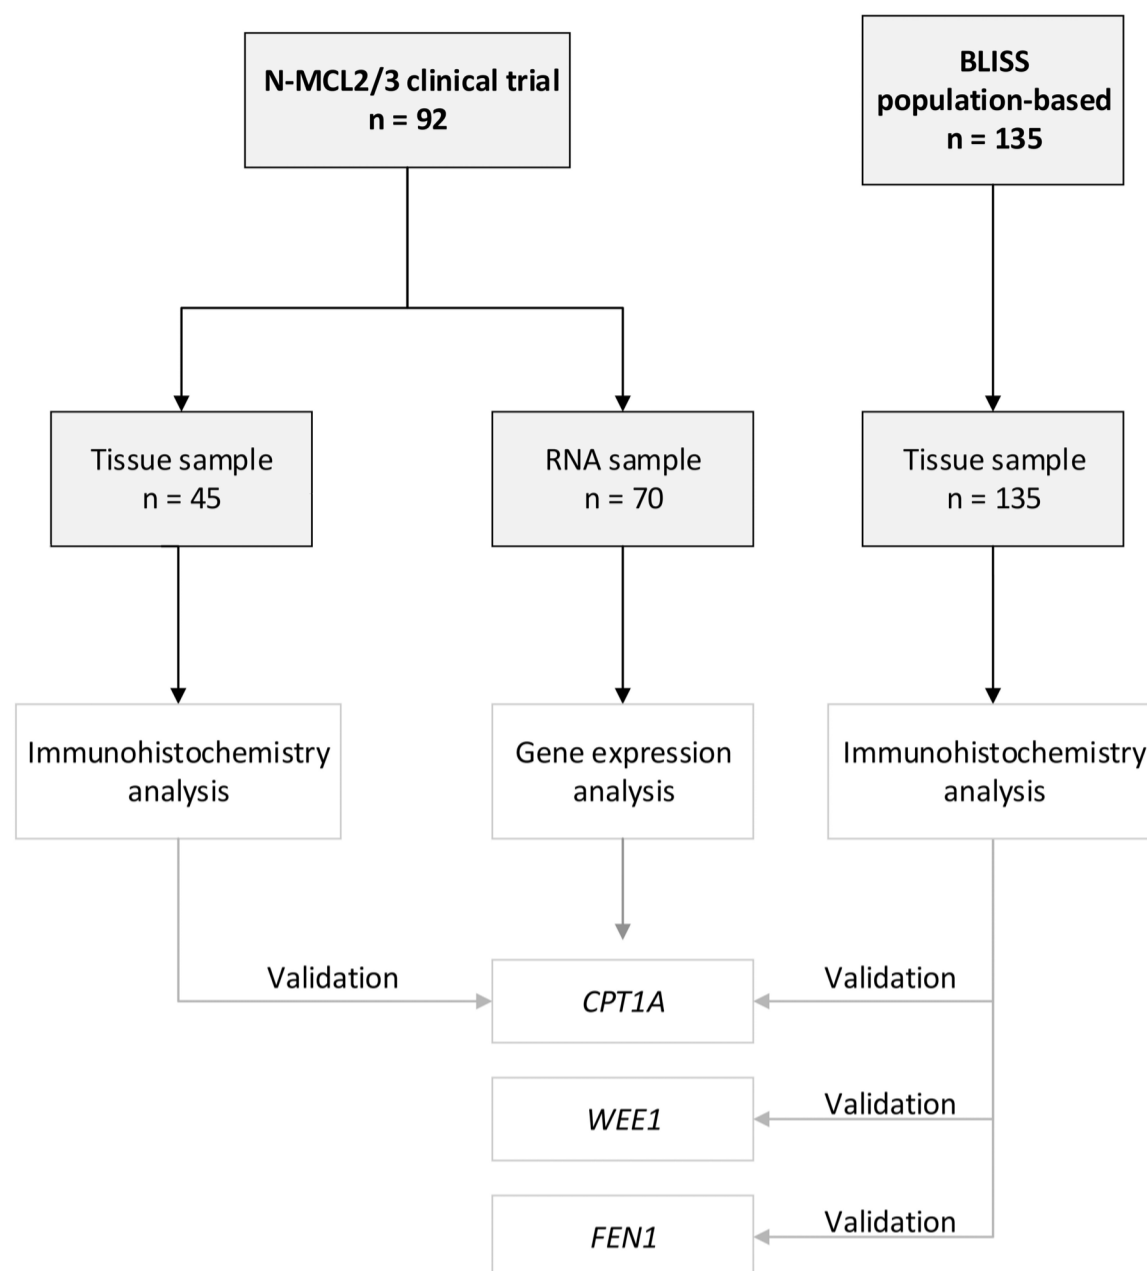 N-MCL2/3 clinical trial
n = 92
BLISS
population-based
n = 135
Tissue sample
n = 45
RNA sample
n = 70
Tissue sample
n = 135
Immunohistochemistry
analysis
Gene expression
analysis
Immunohistochemistry
analysis
Validation
CPT1A
Validation
WEE1
Validation
FEN1
Validation